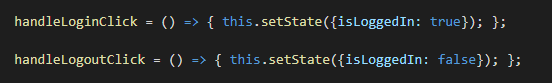 handleLoginClick = () => { this.setState({isLoggedIn: true}); };
handleLogoutClick = () => { this.setState({isLoggedIn: false}); };